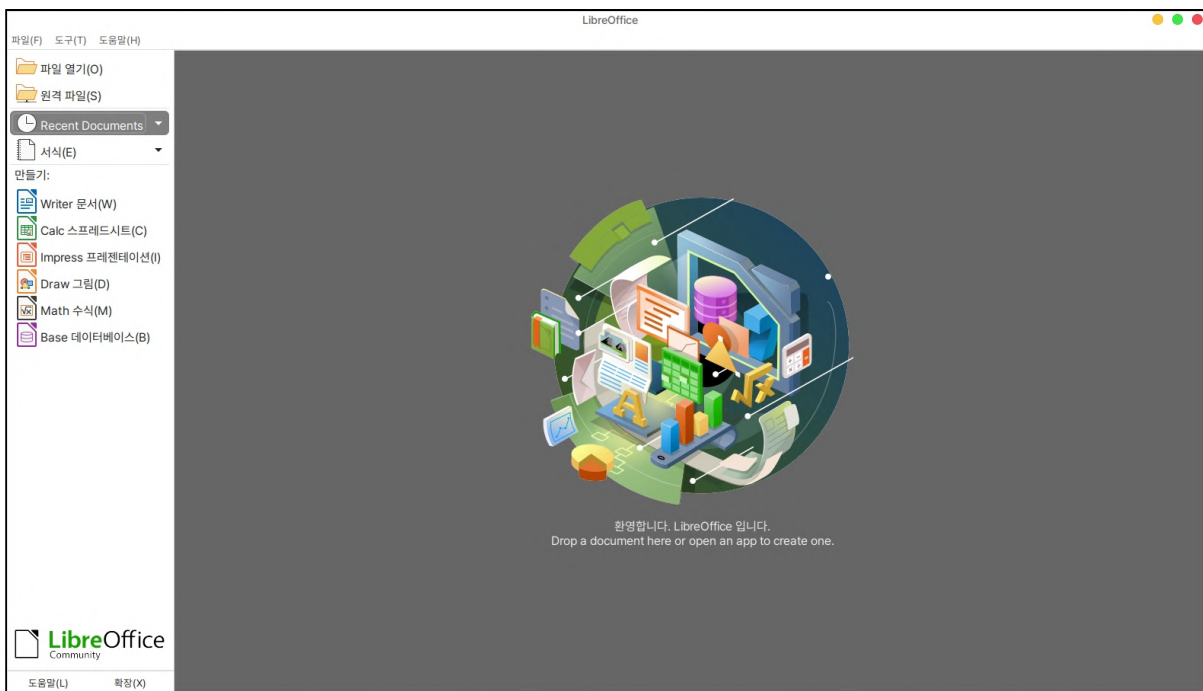 LibreOffice
파일(F) 도구(T) 도움말(H)
파일 열기(O)
원격 파일(S)
Recent Documents
서식(E)
만들기:
Writer 문서(W)
Calc 스프레드시트(C)
Impress 프레젠테이션(I)
Draw 그림(D)
Math 수식(M)
Base 데이터베이스(B)
환영합니다. LibreOffice 입니다.
Drop a document here or open an app to create one.
LibreOffice
Community
도움말(L) 확장(X)